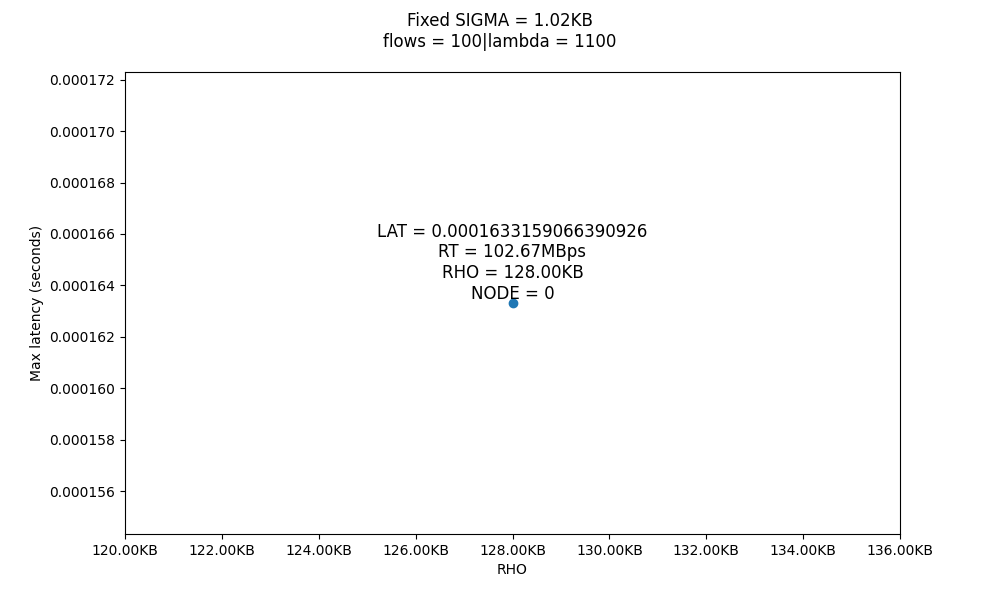 Fixed SIGMA = 1.02KB
flows = 100|lambda = 1100
0.000172
0.000170
0.000168
0.000166
0.000164
0.000162
0.000160
0.000158
0.000156
Max latency (seconds)
LAT = 0.0001633159066390926
RT = 102.67MBps
RHO = 128.00KB
NODE = 0
120.00KB 122.00KB 124.00KB 126.00KB 128.00KB 130.00KB 132.00KB 134.00KB 136.00KB
RHO